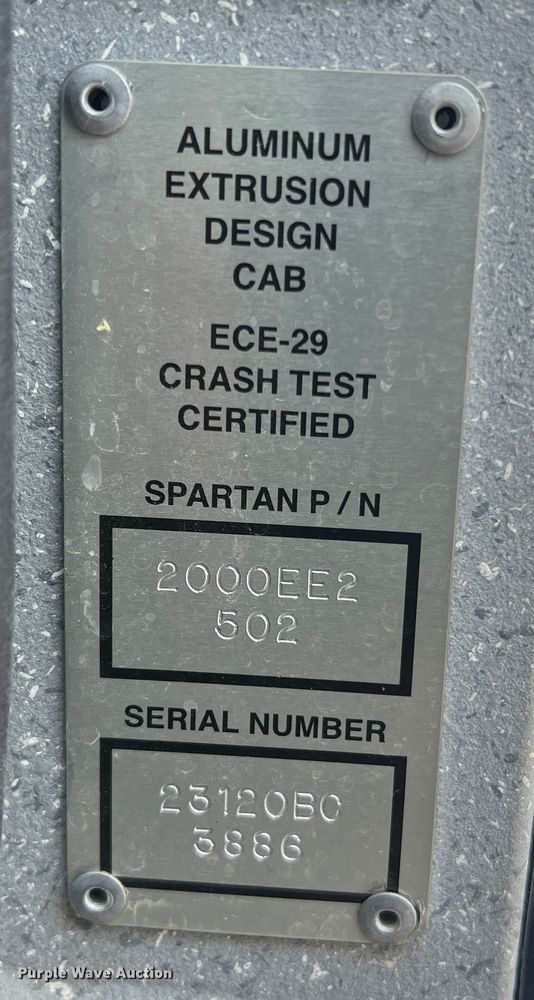 ALUMINUM
EXTRUSION
DESIGN
CAB
ECE-29
CRASH TEST
CERTIFIED
SPARTAN P / N
2000EE2
502
SERIAL NUMBER
23120BC
3886
Purple Wave Auction